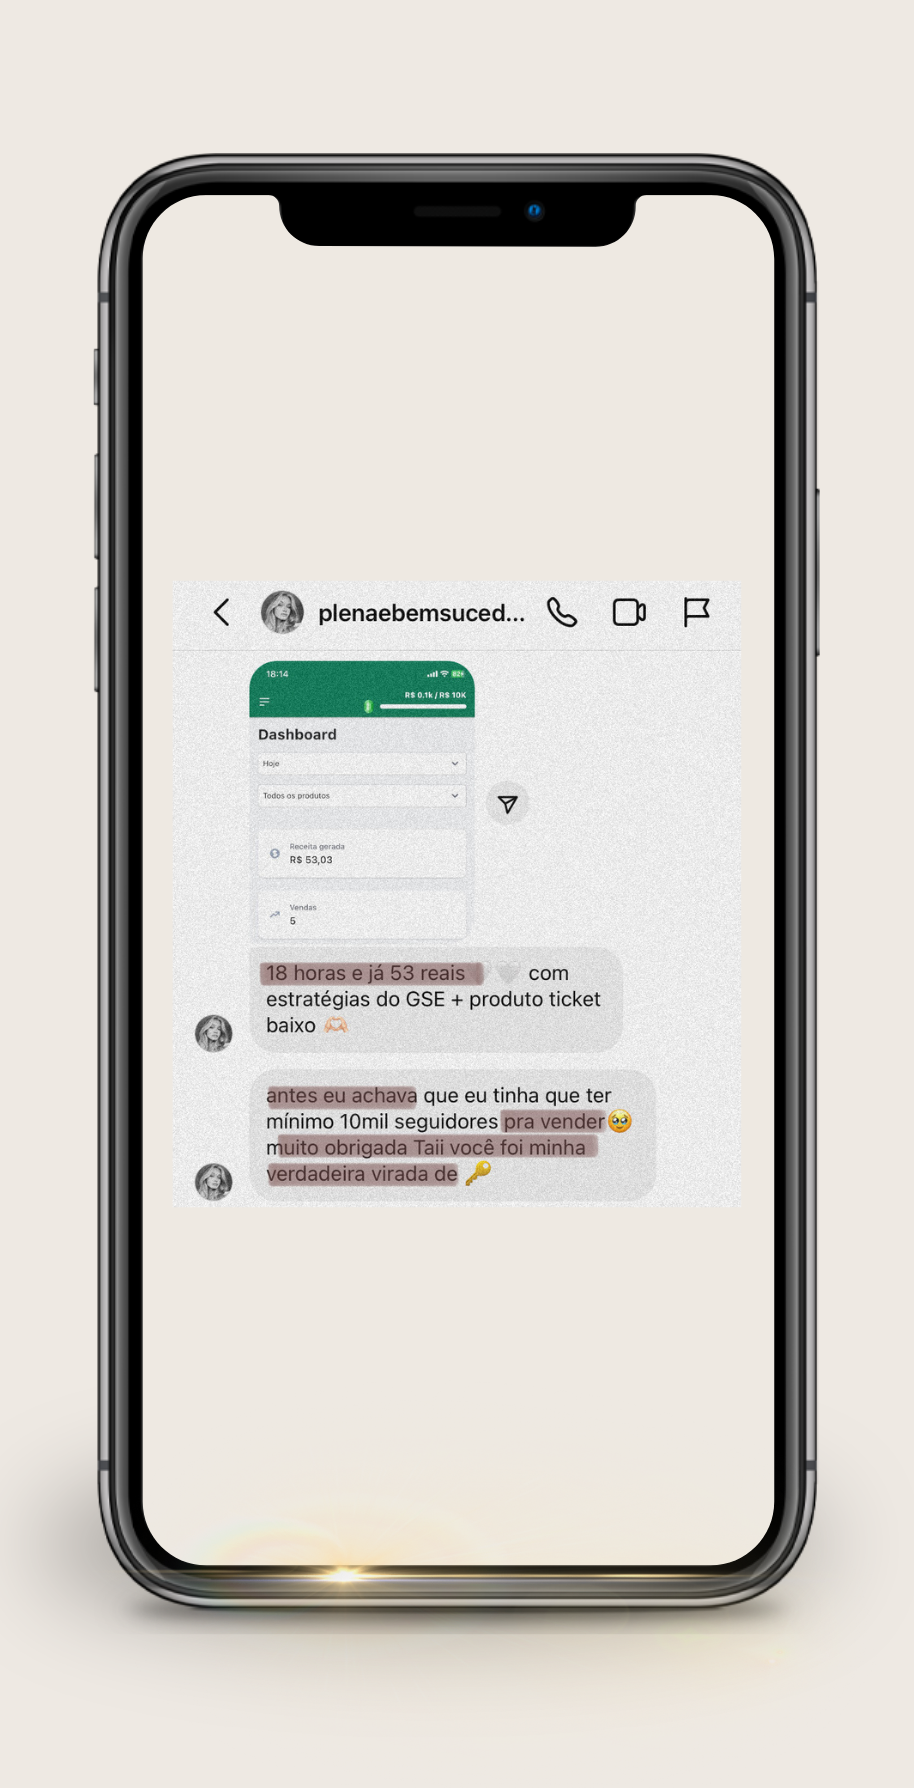 plenaebemsuced...
18:14
82+
R$ 0.1k / R$ 10K
Dashboard
Hoje
Todos os produtos
Receita gerada
R$ 53,03
Vendas
5
18 horas e já 53 reais 🤍🤍 com
estratégias do GSE + produto ticket
baixo 🫶🏻
antes eu achava que eu tinha que ter
mínimo 10mil seguidores pra vender🥹
muito obrigada Taii você foi minha
verdadeira virada de 🔑